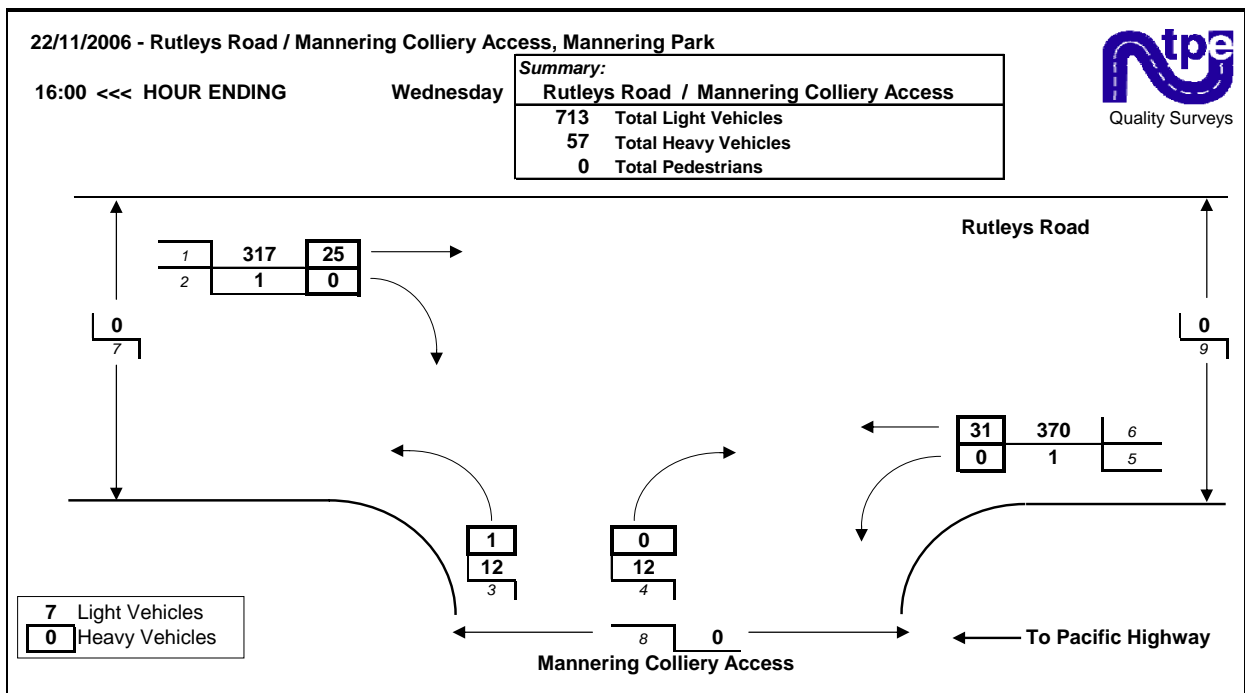 22/11/2006 - Rutleys Road / Mannering Colliery Access, Mannering Park
tpe
Quality Surveys
16:00 <<< HOUR ENDING Wednesday
Summary:
Rutleys Road / Mannering Colliery Access
713 Total Light Vehicles
57 Total Heavy Vehicles
0 Total Pedestrians
Rutleys Road
1 317 25
2 1 0
0
7
0
9
31 370 6
0 1 5
1
12
3
0
12
4
7 Light Vehicles
0 Heavy Vehicles
8 0
To Pacific Highway
Mannering Colliery Access